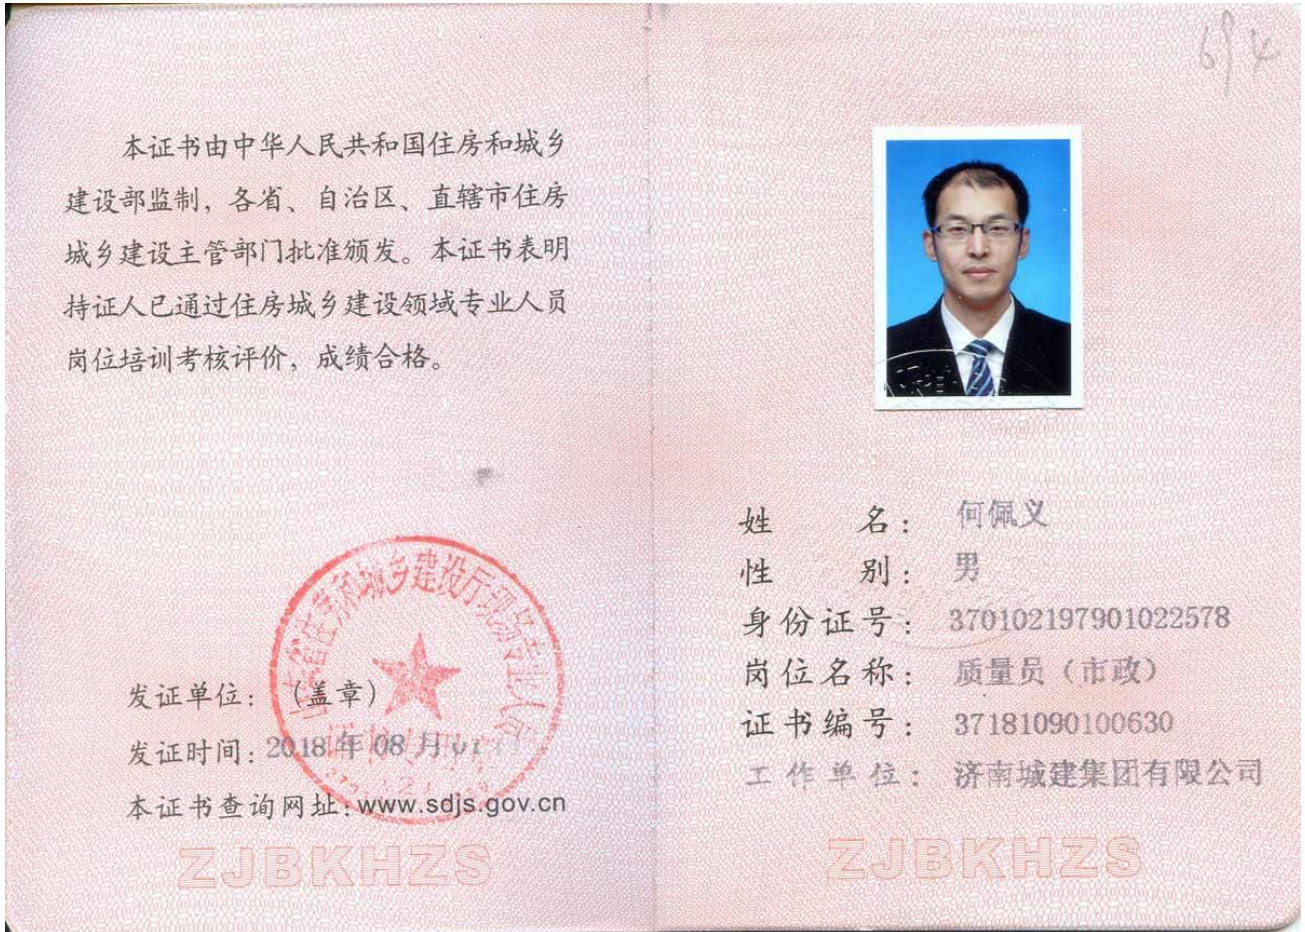 本证书由中华人民共和国住房和城乡
建设部监制，各省、自治区、直辖市住房
城乡建设主管部门批准颁发。本证书表明
持证人已通过住房城乡建设领域专业人员
岗位培训考核评价，成绩合格。
发证单位：（盖章）
发证时间：2018年08月
本证书查询网址：www.sdjs.gov.cn
ZJBKHZS
姓 名： 何佩义
性 别： 男
身份证号： 370102197901022578
岗位名称： 质量员（市政）
证书编号： 37181090100630
工作单位： 济南城建集团有限公司
ZJBKHZS